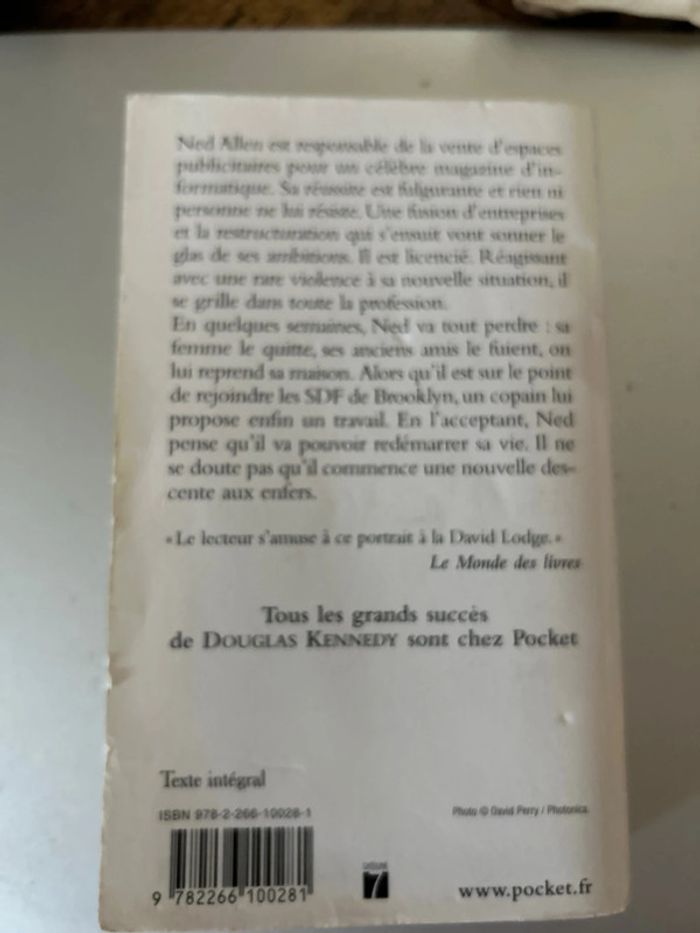 Ned Allen est responsable de la vente d'espaces
publicitaires pour un célèbre magazine d'in-
formatique. Sa réussite est fulgurante et rien ni
personne ne lui résiste. Une fusion d'entreprises
et la restructuration qui s'ensuit vont sonner le
glas de ses ambitions. Il est licencié. Réagissant
avec une rare violence à sa nouvelle situation, il
se grille dans toute la profession.
En quelques semaines, Ned va tout perdre : sa
femme le quitte, ses anciens amis le fuient, on
lui reprend sa maison. Alors qu'il est sur le point
de rejoindre les SDF de Brooklyn, un copain lui
propose enfin un travail. En l'acceptant, Ned
pense qu'il va pouvoir redémarrer sa vie. Il ne
se doute pas qu'il commence une nouvelle des-
cente aux enfers.
« Le lecteur s'amuse à ce portrait à la David Lodge. »
Le Monde des livres
Tous les grands succès
de DOUGLAS KENNEDY sont chez Pocket
Texte intégral
ISBN 978-2-266-10028-1
Photo © David Perry / Photonica.
9 782266 100281
CATÉGORIE
7
www.pocket.fr